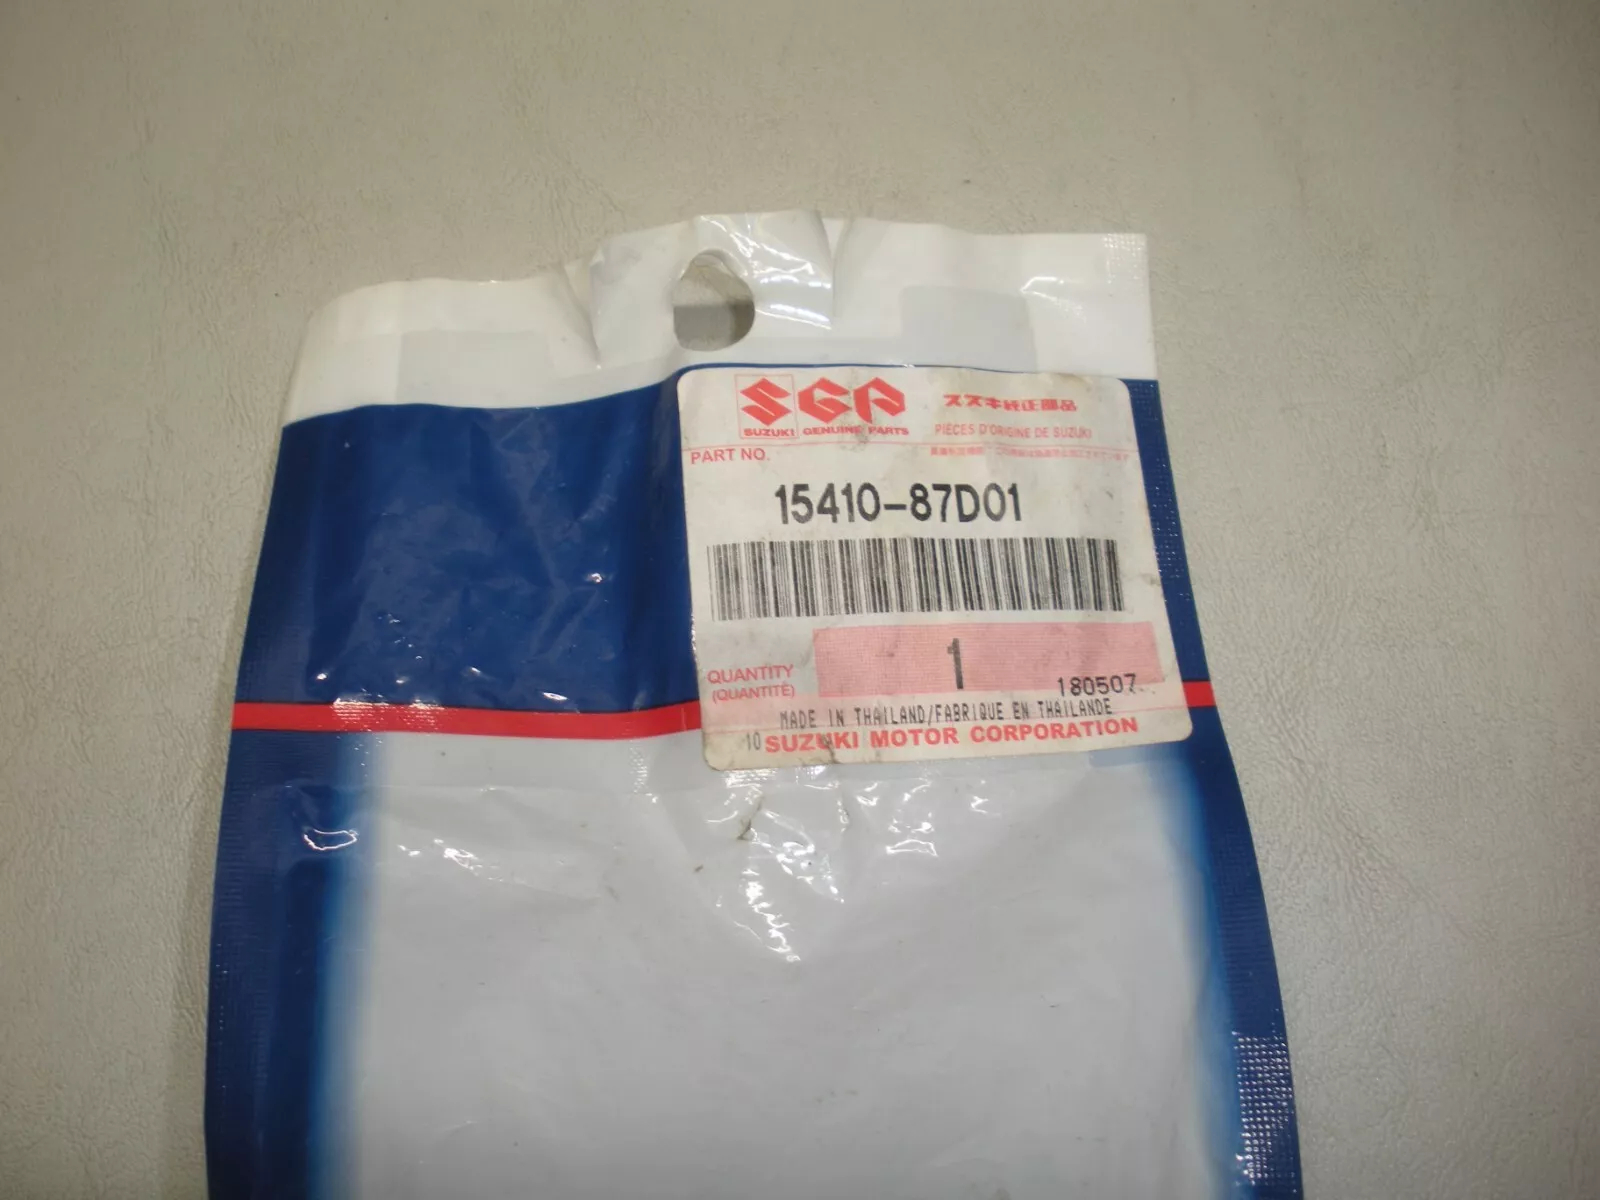 SGP スズキ純正部品
SUZUKI GENUINE PARTS PIÈCES D'ORIGINE DE SUZUKI
PART NO.
15410-87D01
QUANTITY
(QUANTITÉ)
1
180507
MADE IN THAILAND/FABRIQUE EN THAILANDE
10 SUZUKI MOTOR CORPORATION